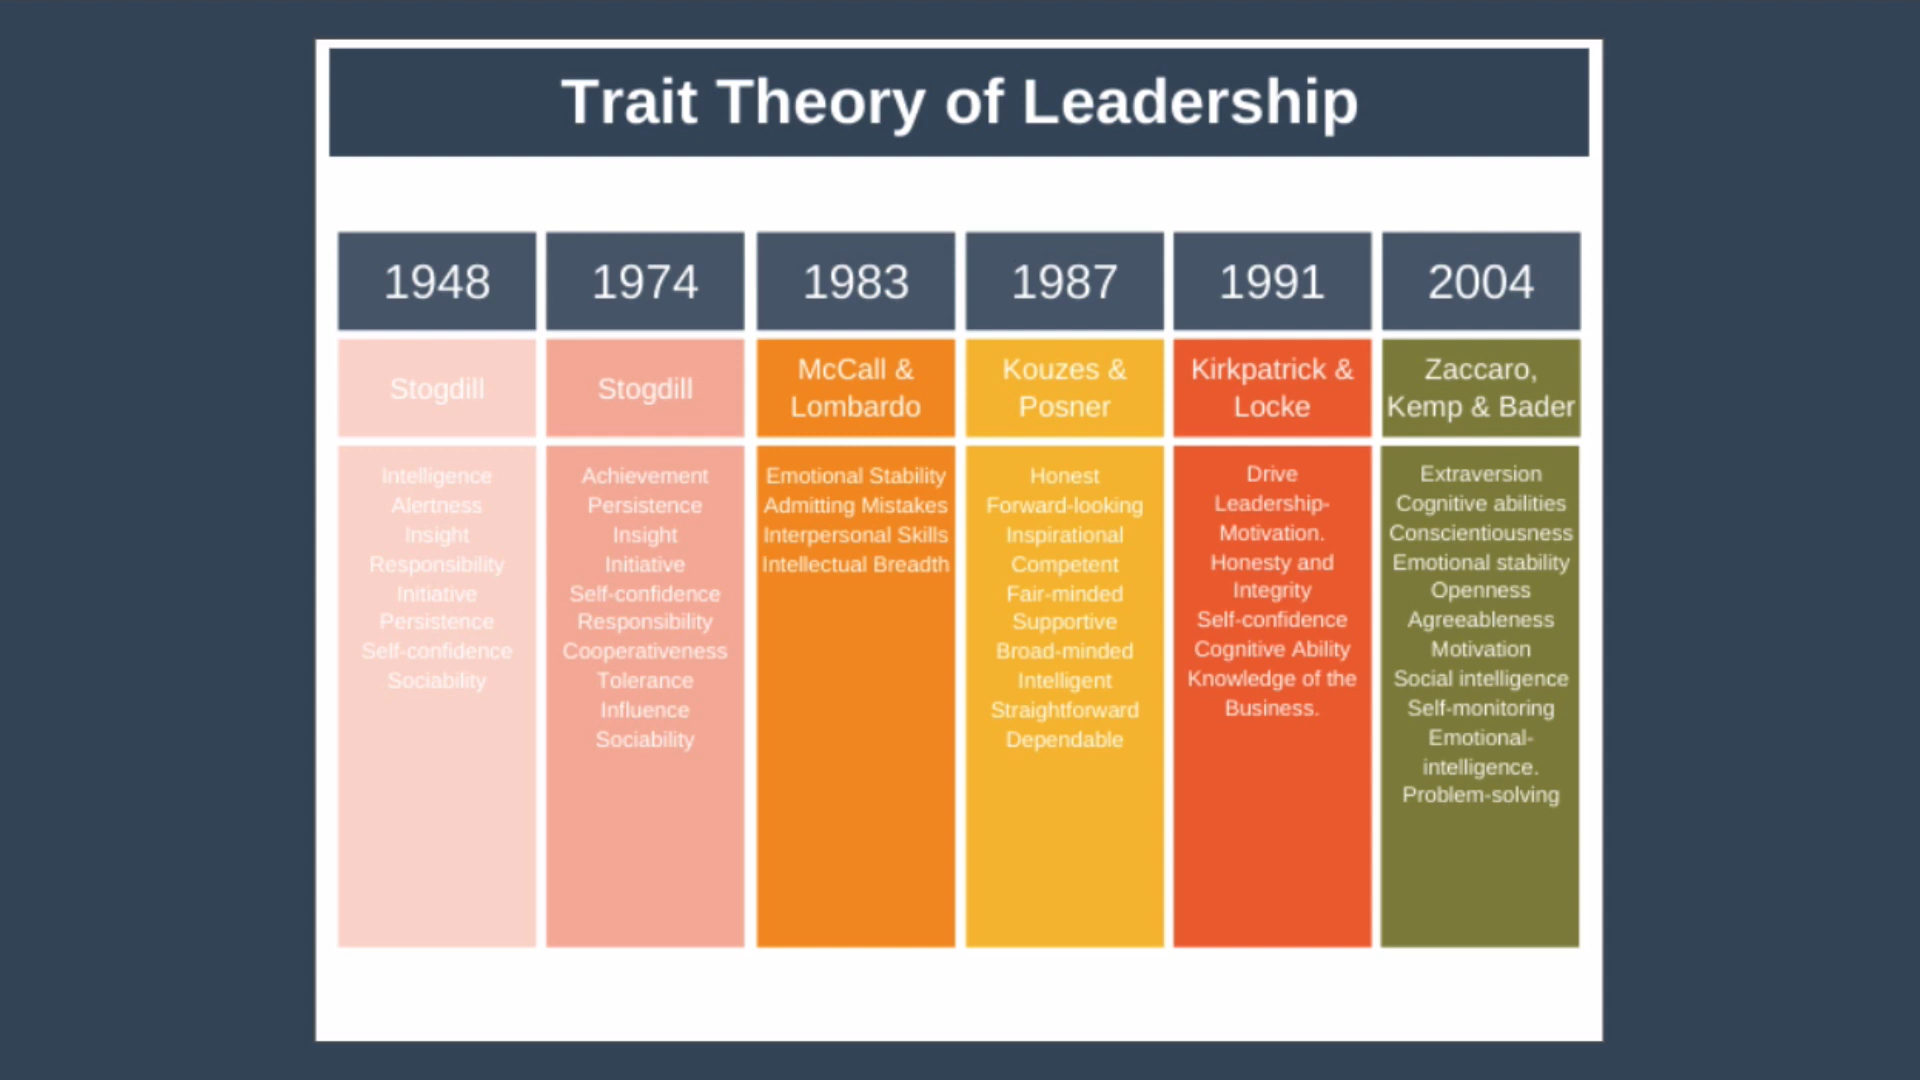 Trait Theory of Leadership
1948
Stogdill
Intelligence
Alertness
Insight
Responsibility
Initiative
Persistence
Self-confidence
Sociability
1974
Stogdill
Achievement
Persistence
Insight
Initiative
Self-confidence
Responsibility
Cooperativeness
Tolerance
Influence
Sociability
1983
McCall &
Lombardo
Emotional Stability
Admitting Mistakes
Interpersonal Skills
Intellectual Breadth
1987
Kouzes &
Posner
Honest
Forward-looking
Inspirational
Competent
Fair-minded
Supportive
Broad-minded
Intelligent
Straightforward
Dependable
1991
Kirkpatrick &
Locke
Drive
Leadership-
Motivation.
Honesty and
Integrity
Self-confidence
Cognitive Ability
Knowledge of the
Business.
2004
Zaccaro,
Kemp & Bader
Extraversion
Cognitive abilities
Conscientiousness
Emotional stability
Openness
Agreeableness
Motivation
Social intelligence
Self-monitoring
Emotional-
intelligence.
Problem-solving